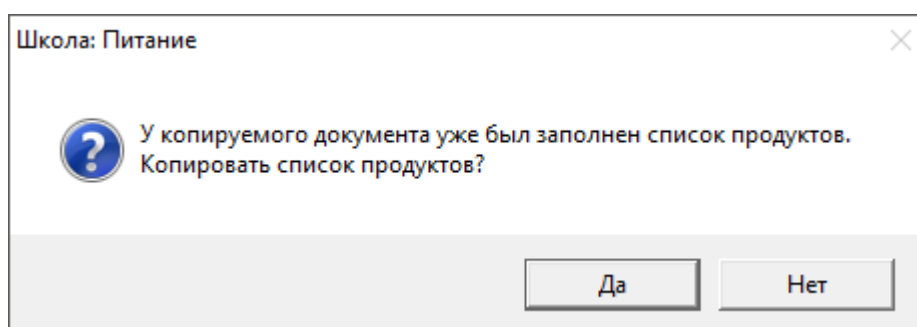 Школа: Питание
У копируемого документа уже был заполнен список продуктов.
Копировать список продуктов?
Да
Нет